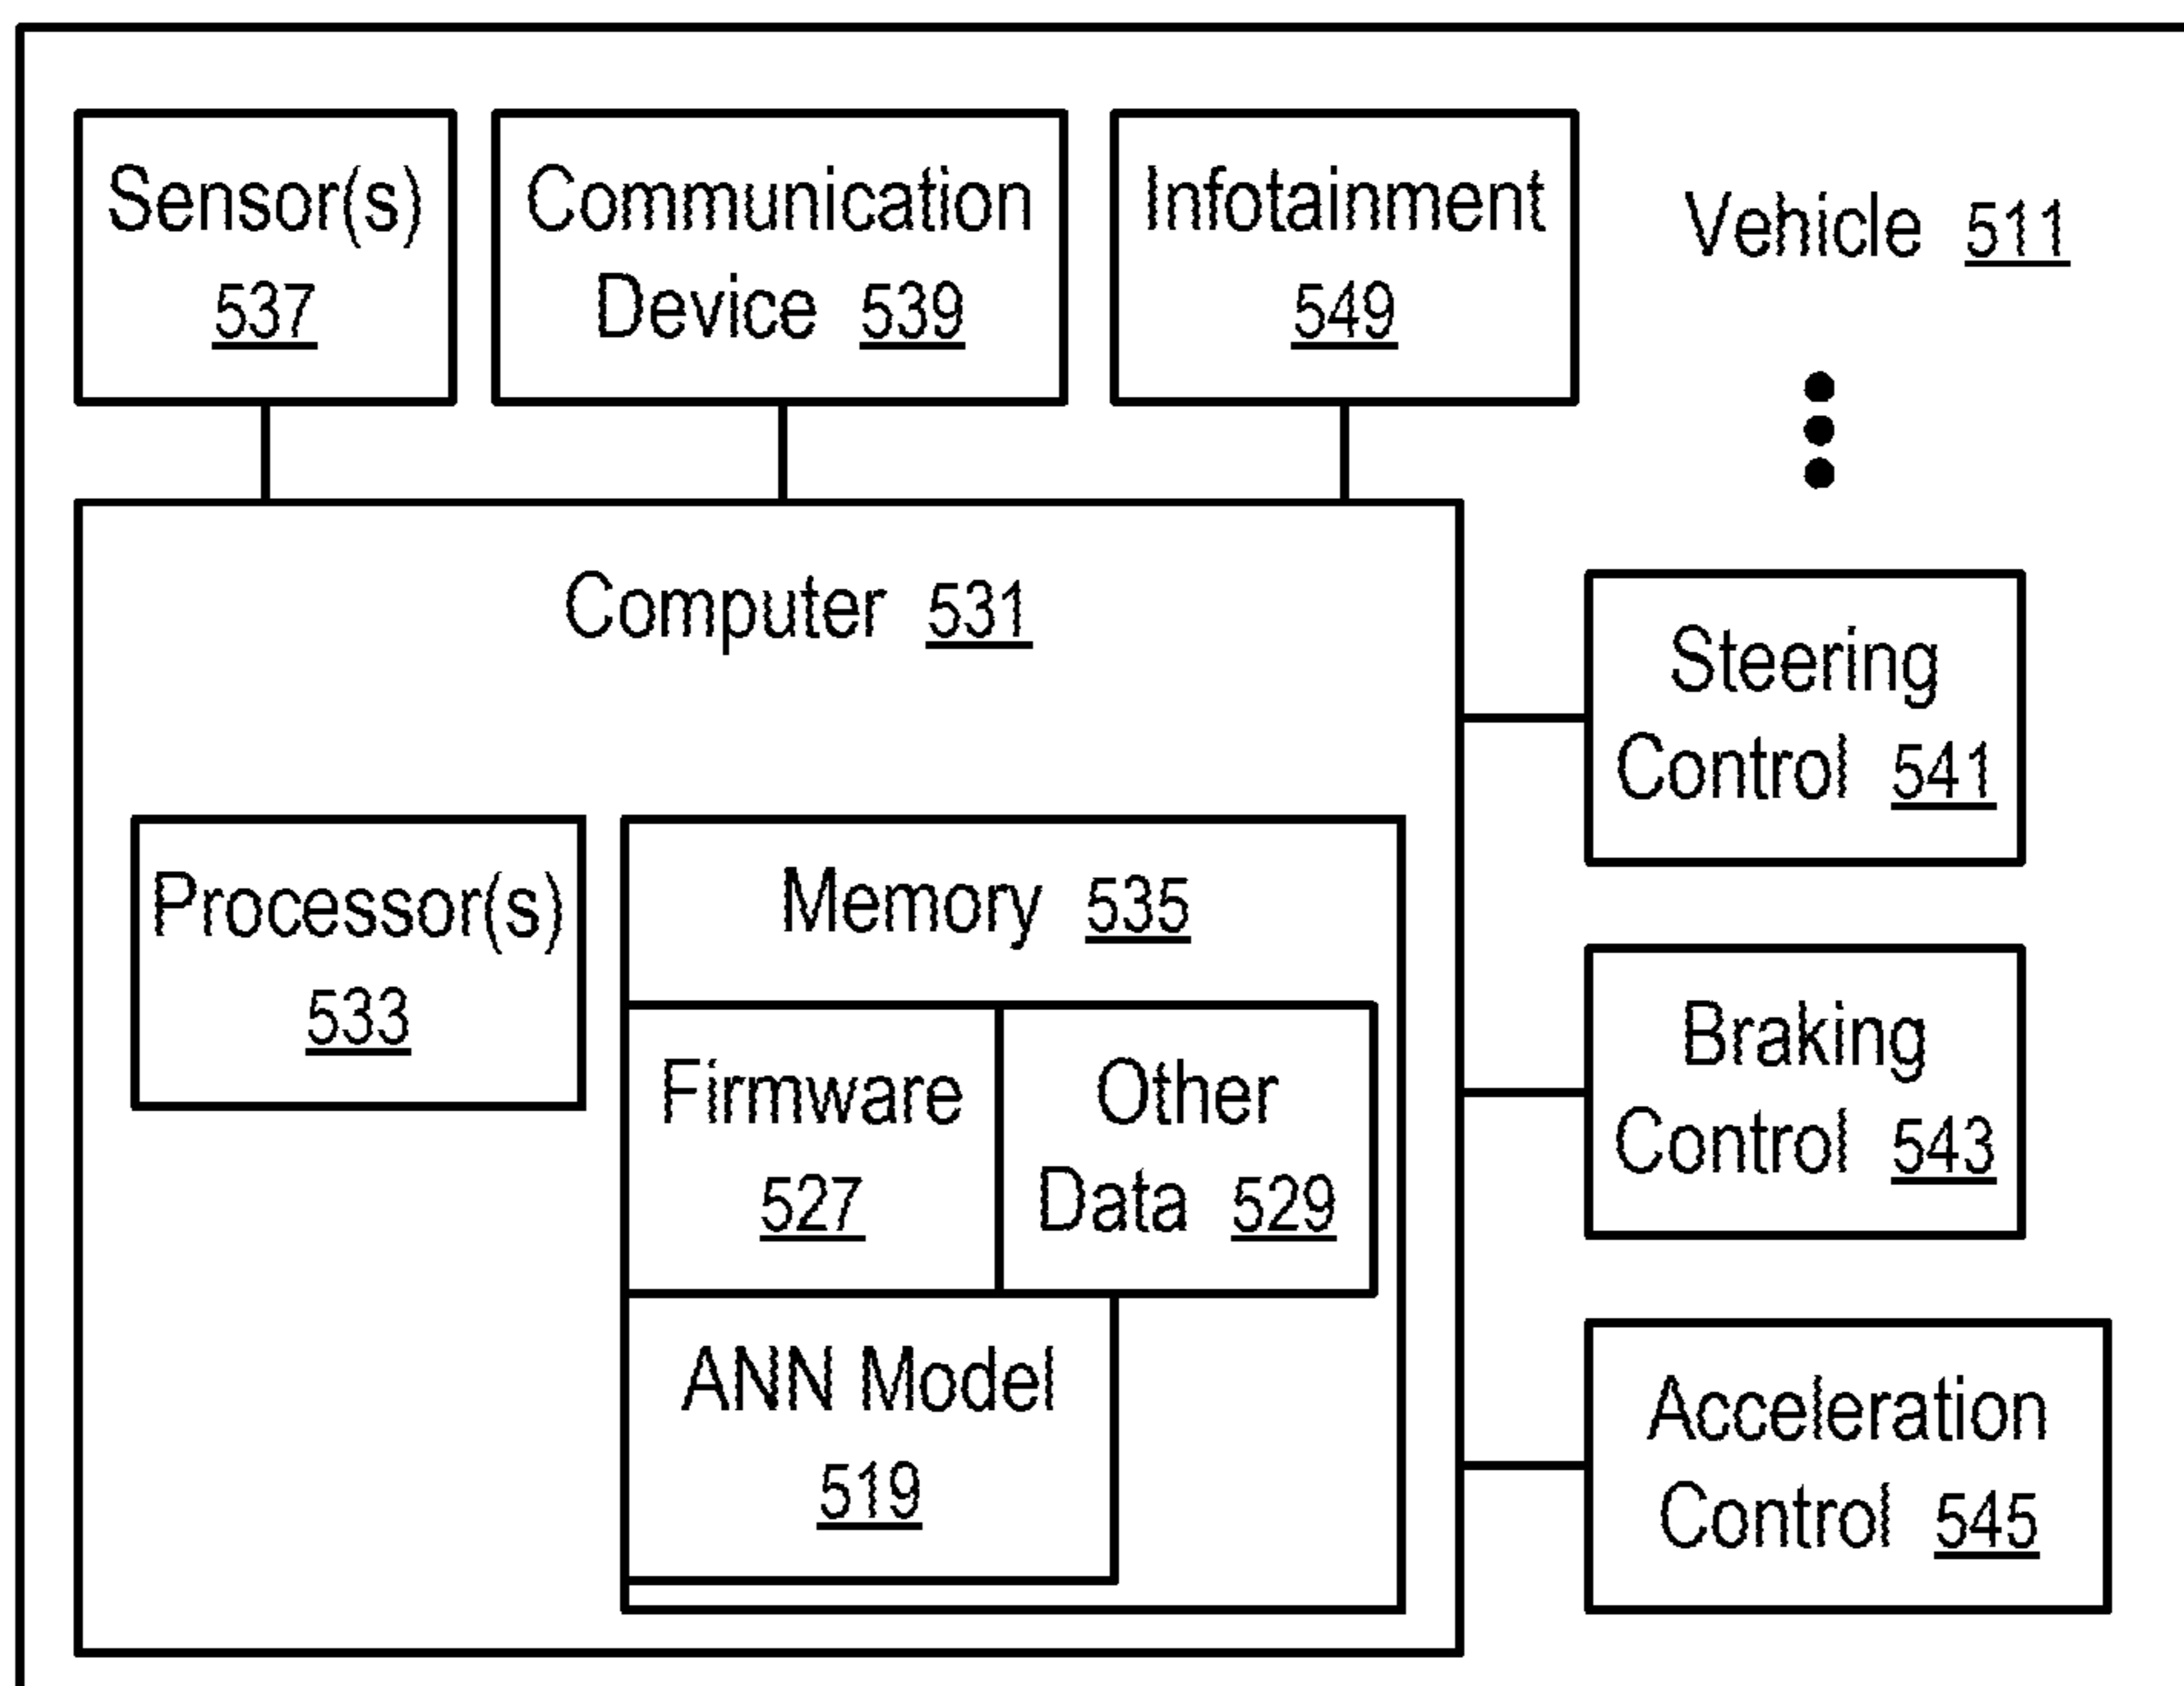 Sensor(s)
537
Communication
Device 539
Infotainment
549
Vehicle 511
Computer 531
Steering
Control 541
Processor(s)
533
Memory 535
Braking
Control 543
Firmware
527
Other
Data 529
ANN Model
519
Acceleration
Control 545